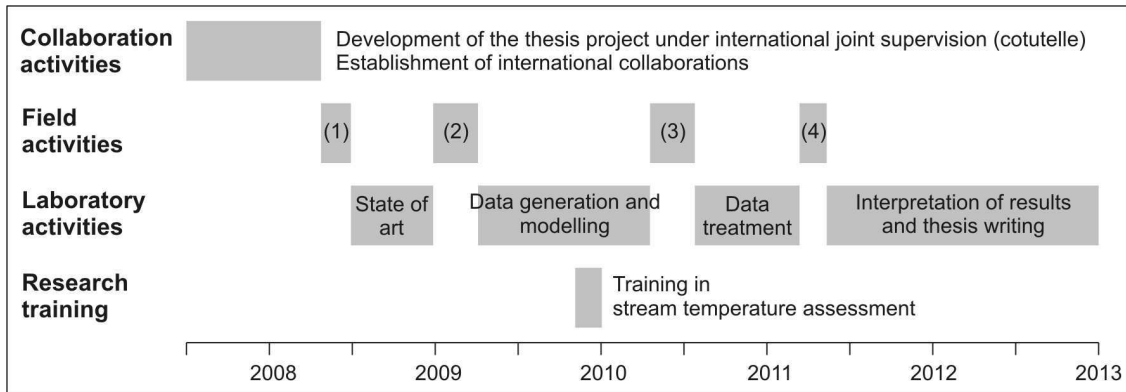 Collaboration
activities
Development of the thesis project under international joint supervision (cotutelle)
Establishment of international collaborations
Field
activities
(1)
(2)
(3)
(4)
Laboratory
activities
State of
art
Data generation and
modelling
Data
treatment
Interpretation of results
and thesis writing
Research
training
Training in
stream temperature assessment
2008
2009
2010
2011
2012
2013